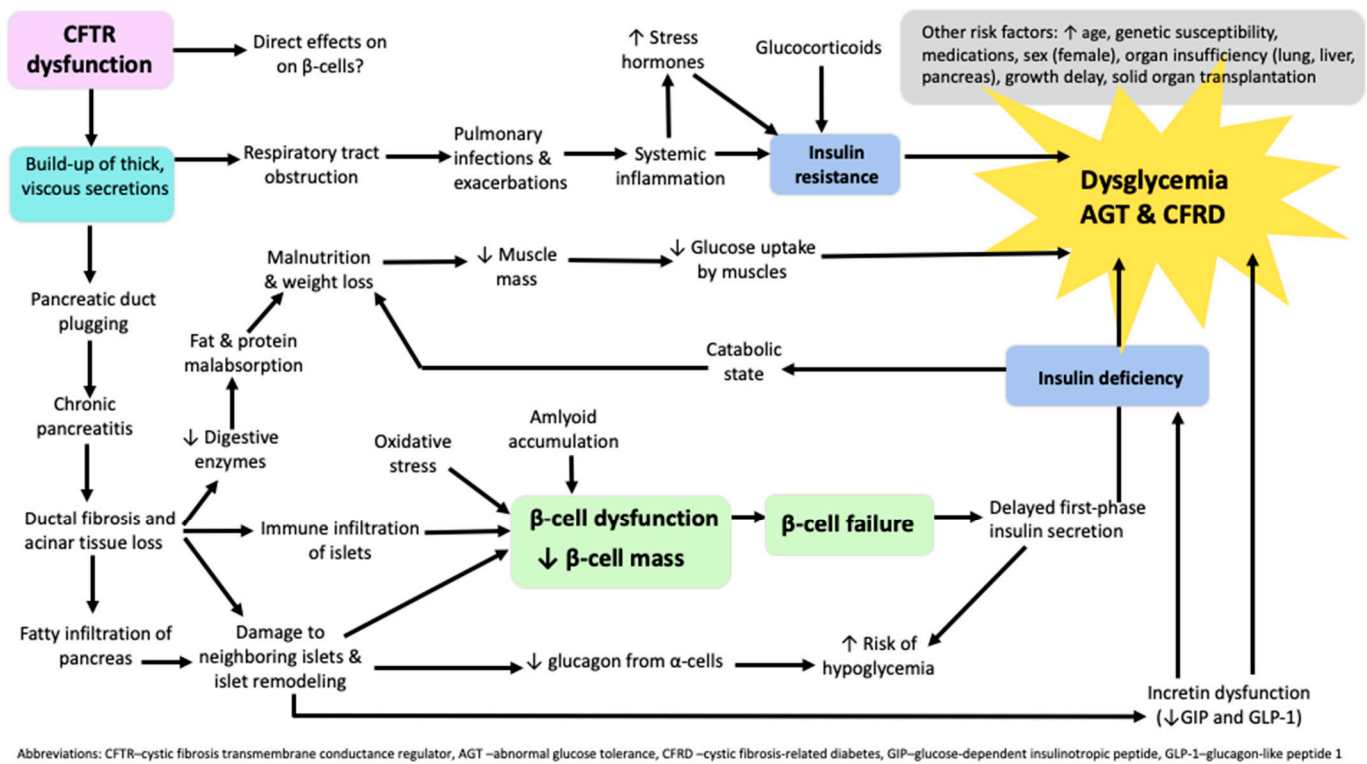 CFTR
dysfunction
Direct effects on
on β-cells?
↑ Stress
hormones
Glucocorticoids
Other risk factors: ↑ age, genetic susceptibility,
medications, sex (female), organ insufficiency (lung, liver,
pancreas), growth delay, solid organ transplantation
Build-up of thick,
viscous secretions
Respiratory tract
obstruction
Pulmonary
infections &
exacerbations
Systemic
inflammation
Insulin
resistance
Dysglycemia
AGT & CFRD
Malnutrition
& weight loss
↓ Muscle
mass
↓ Glucose uptake
by muscles
Pancreatic duct
plugging
Fat & protein
malabsorption
Catabolic
state
Insulin deficiency
Chronic
pancreatitis
↓ Digestive
enzymes
Oxidative
stress
Amlyoid
accumulation
Ductal fibrosis and
acinar tissue loss
Immune infiltration
of islets
β-cell dysfunction
↓ β-cell mass
β-cell failure
Delayed first-phase
insulin secretion
Fatty infiltration of
pancreas
Damage to
neighboring islets &
islet remodeling
↓ glucagon from α-cells
↑ Risk of
hypoglycemia
Incretin dysfunction
(↓GIP and GLP-1)
Abbreviations: CFTR–cystic fibrosis transmembrane conductance regulator, AGT –abnormal glucose tolerance, CFRD –cystic fibrosis-related diabetes, GIP–glucose-dependent insulinotropic peptide, GLP-1–glucagon-like peptide 1